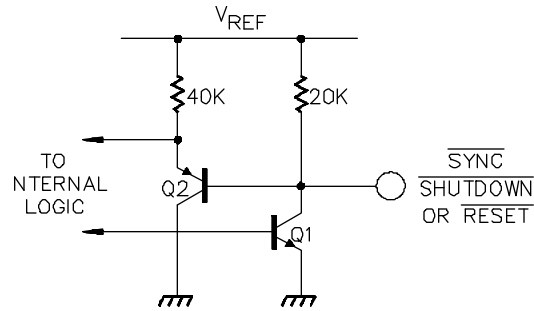 VREF
40K
20K
TO
NTERNAL
LOGIC
Q2
SYNC
SHUTDOWN
OR RESET
Q1